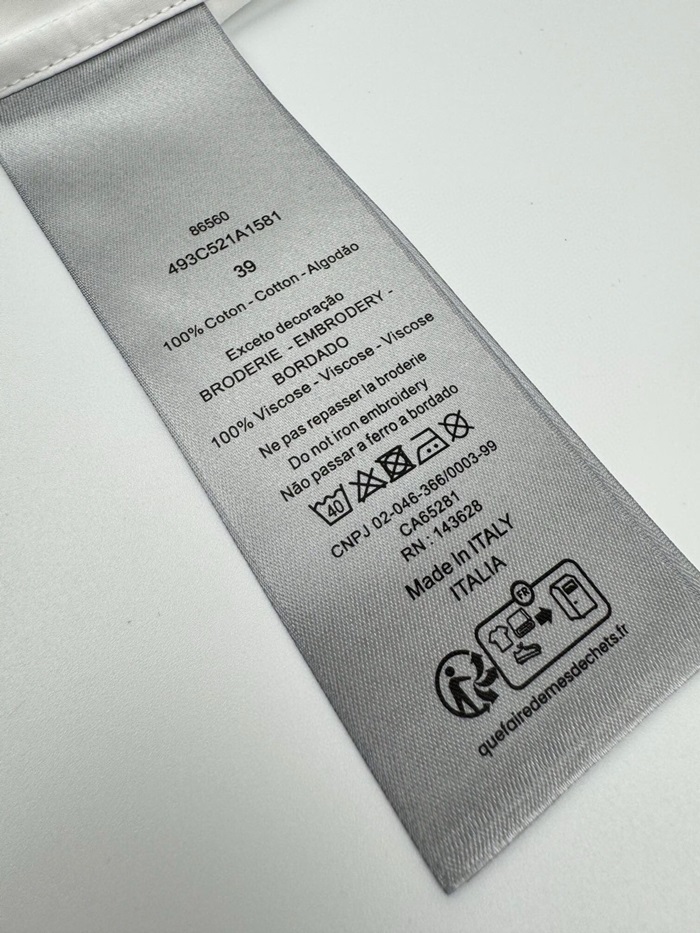 86560
493C521A1581
39
100% Coton - Cotton - Algodão
Exceto decoração
BRODERIE - EMBRODERY -
BORDADO
100% Viscose - Viscose - Viscose
Ne pas repasser la broderie
Do not iron embroidery
Não passar a ferro a bordado
40
CNPJ 02-046-366/0003-99
CA65281
RN : 143628
Made In ITALY
ITALIA
FR
quefairedemesdechets.fr